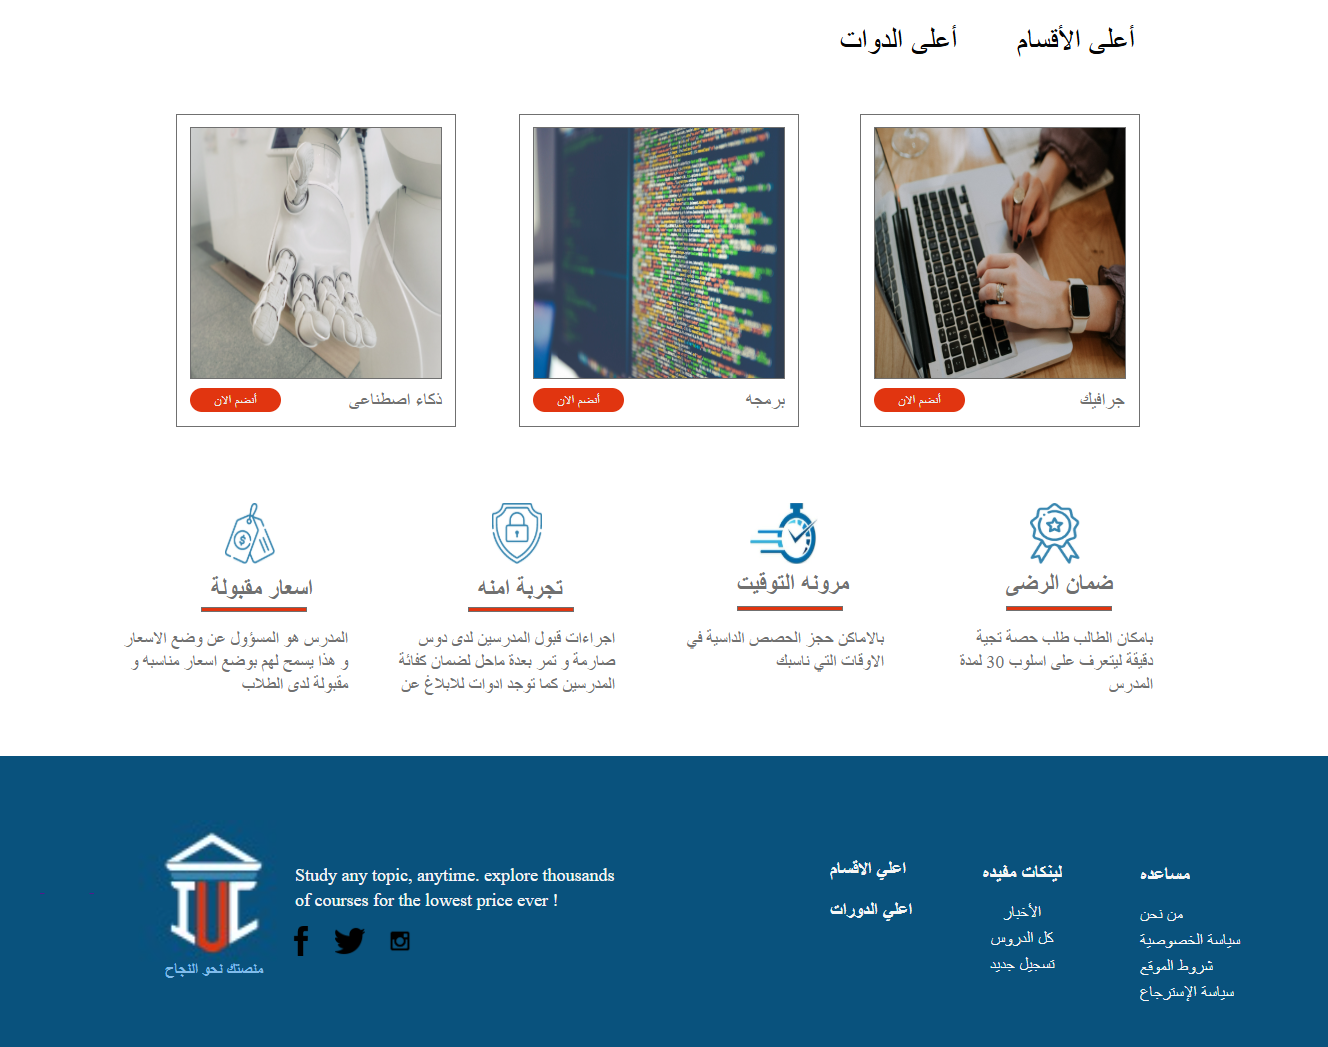 أعلى الأقسام
أعلى الدوات
جرافيك
أنضم الان
برمجه
أنضم الان
ذكاء اصطناعى
أنضم الان
ضمان الرضى
بامكان الطالب طلب حصة تجية
دقيقة ليتعرف على اسلوب 30 لمدة
المدرس
مرونه التوقيت
بالاماكن حجز الحصص الداسية في
الاوقات التي ناسبك
تجربة امنه
اجراءات قبول المدرسين لدى دوس
صارمة و تمر بعدة ماحل لضمان كفائة
المدرسين كما توجد ادوات للابلاغ عن
اسعار مقبولة
المدرس هو المسؤول عن وضع الاسعار
و هذا يسمح لهم بوضع اسعار مناسبه و
مقبولة لدى الطلاب
مساعده
من نحن
سياسة الخصوصية
شروط الموقع
سياسة الإسترجاع
لينكات مفيده
الأخبار
كل الدروس
تسجيل جديد
اعلي الاقسام
اعلي الدورات
Study any topic, anytime. explore thousands
of courses for the lowest price ever !
IUC
منصتك نحو النجاح